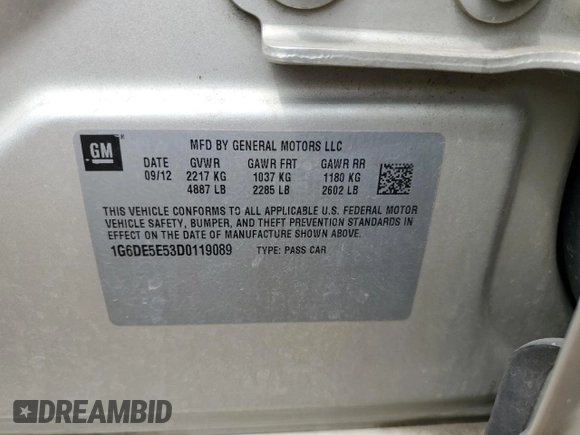 GM
MFD BY GENERAL MOTORS LLC
DATE GVWR GAWR FRT GAWR RR
09/12 2217 KG 1037 KG 1180 KG
4887 LB 2285 LB 2602 LB
THIS VEHICLE CONFORMS TO ALL APPLICABLE U.S. FEDERAL MOTOR
VEHICLE SAFETY, BUMPER, AND THEFT PREVENTION STANDARDS IN
EFFECT ON THE DATE OF MANUFACTURE SHOWN ABOVE.
1G6DE5E53D0119089 TYPE: PASS CAR
#DREAMBID